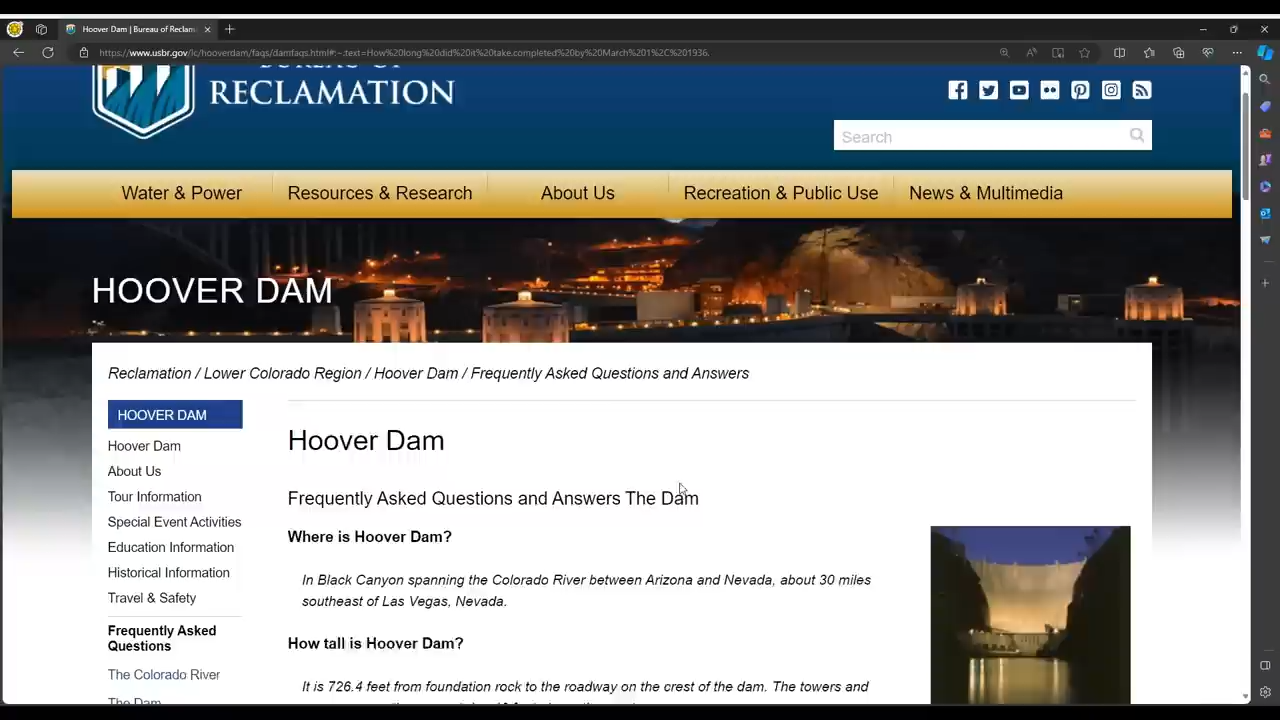 Hoover Dam | Bureau of Reclam
https://www.usbr.gov/lc/hooverdam/faqs/damfaqs.html#:~:text=How%20long%20did%20it%20take,completed%20by%20March%201%2C%201936.
BUREAU OF
RECLAMATION
Search
Water & Power
Resources & Research
About Us
Recreation & Public Use
News & Multimedia
HOOVER DAM
Reclamation / Lower Colorado Region / Hoover Dam / Frequently Asked Questions and Answers
HOOVER DAM
Hoover Dam
About Us
Tour Information
Special Event Activities
Education Information
Historical Information
Travel & Safety
Frequently Asked
Questions
The Colorado River
The Dam
Hoover Dam
Frequently Asked Questions and Answers The Dam
Where is Hoover Dam?
In Black Canyon spanning the Colorado River between Arizona and Nevada, about 30 miles
southeast of Las Vegas, Nevada.
How tall is Hoover Dam?
It is 726.4 feet from foundation rock to the roadway on the crest of the dam. The towers and